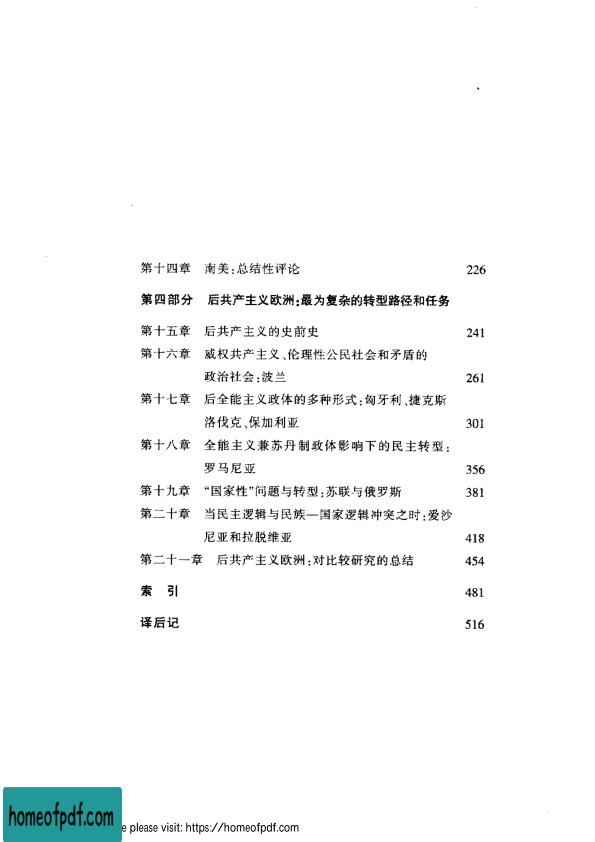 第十四章 南美:总结性评论 226
第四部分 后共产主义欧洲:最为复杂的转型路径和任务
第十五章 后共产主义的史前史 241
第十六章 威权共产主义、伦理性公民社会和矛盾的
政治社会:波兰 261
第十七章 后全能主义政体的多种形式:匈牙利、捷克斯
洛伐克、保加利亚 301
第十八章 全能主义兼苏丹制政体影响下的民主转型:
罗马尼亚 356
第十九章 “国家性”问题与转型:苏联与俄罗斯 381
第二十章 当民主逻辑与民族—国家逻辑冲突之时:爱沙
尼亚和拉脱维亚 418
第二十一章 后共产主义欧洲:对比较研究的总结 454
索 引 481
译后记 516
homeofpdf.com
e please visit: https://homeofpdf.com